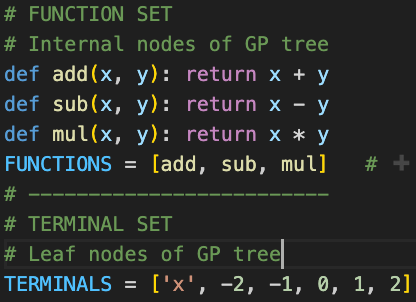 # FUNCTION SET
# Internal nodes of GP tree
def add(x, y): return x + y
def sub(x, y): return x - y
def mul(x, y): return x * y
FUNCTIONS = [add, sub, mul]   # ➕
# -------------------------
# TERMINAL SET
# Leaf nodes of GP tree
TERMINALS = ['x', -2, -1, 0, 1, 2]